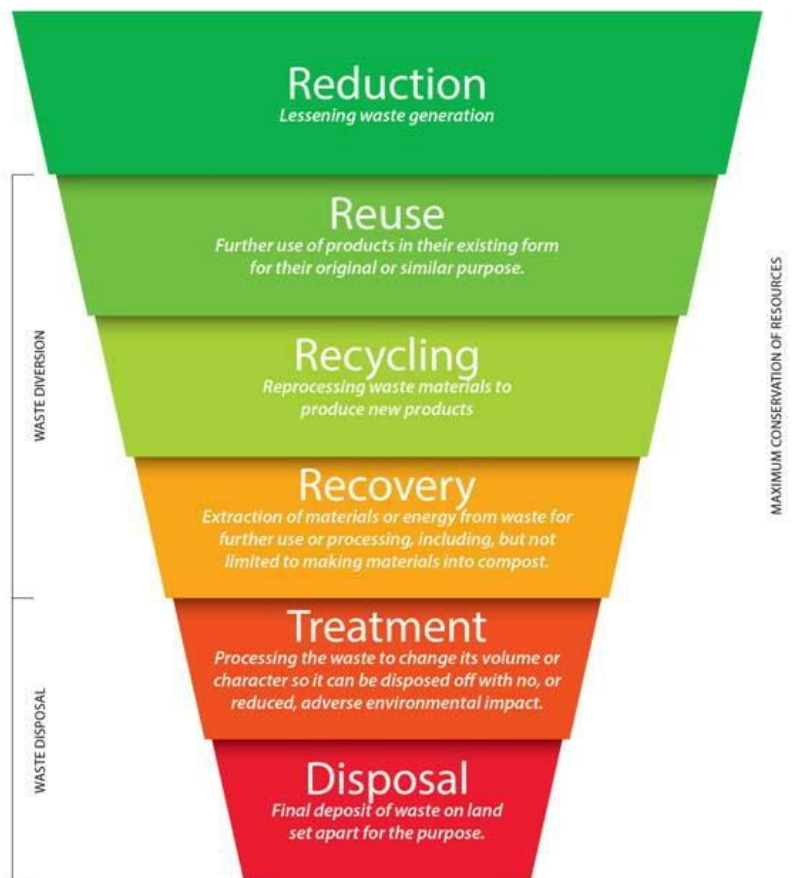 Reduction
Lessening waste generation
Reuse
Further use of products in their existing form
for their original or similar purpose.
Recycling
Reprocessing waste materials to
produce new products
Recovery
Extraction of materials or energy from waste for
further use or processing, including, but not
limited to making materials into compost.
Treatment
Processing the waste to change its volume or
character so it can be disposed off with no, or
reduced, adverse environmental impact.
Disposal
Final deposit of waste on land
set apart for the purpose.
WASTE DIVERSION
WASTE DISPOSAL
MAXIMUM CONSERVATION OF RESOURCES